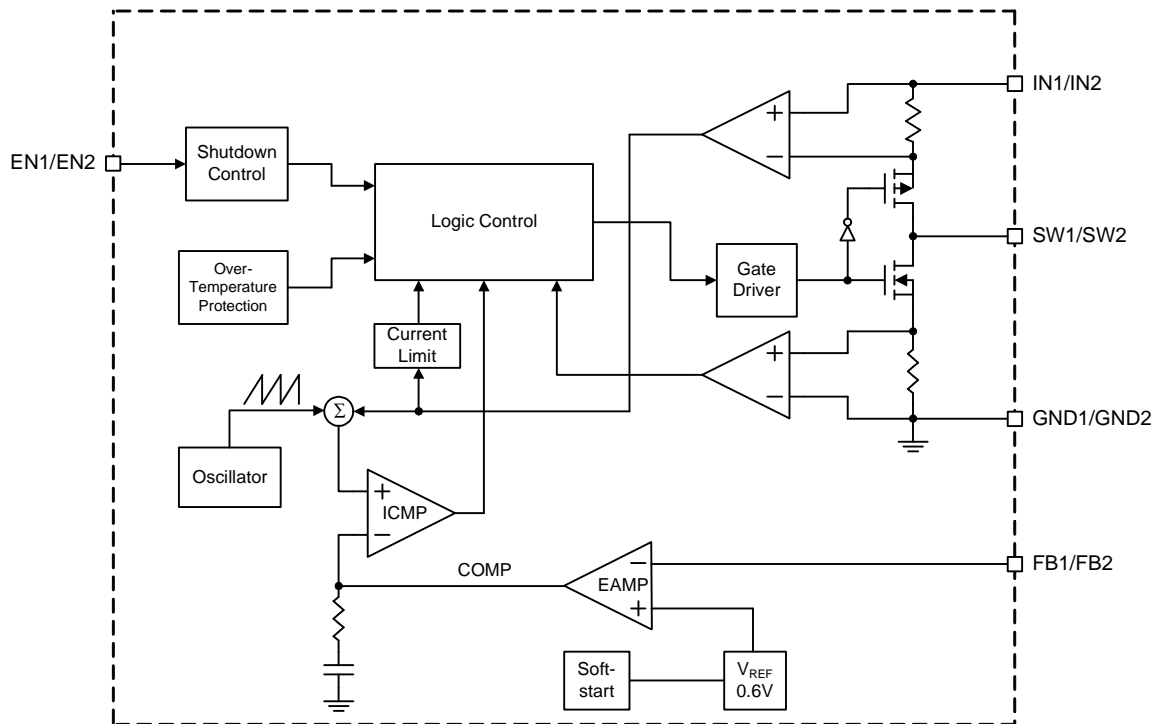 IN1/IN2
EN1/EN2
Shutdown
Control
Logic Control
SW1/SW2
Over-
Temperature
Protection
Gate
Driver
Current
Limit
Σ
GND1/GND2
Oscillator
ICMP
FB1/FB2
COMP
EAMP
Soft-
start
VREF
0.6V